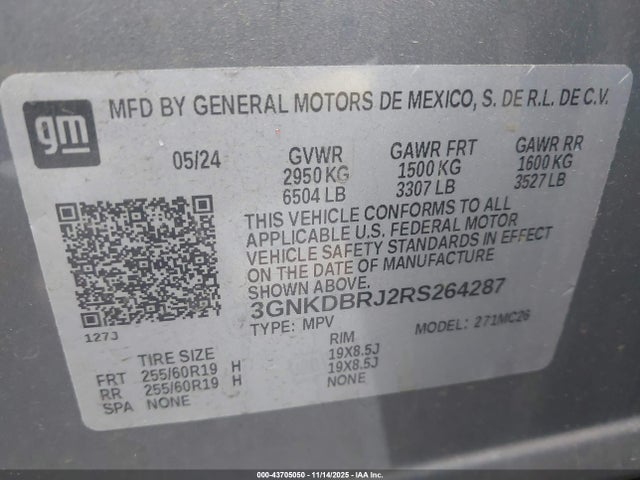 gm
MFD BY GENERAL MOTORS DE MEXICO, S. DE R.L. DE C.V.
05/24 GVWR GAWR FRT GAWR RR
2950 KG 1500 KG 1600 KG
6504 LB 3307 LB 3527 LB
THIS VEHICLE CONFORMS TO ALL
APPLICABLE U.S. FEDERAL MOTOR
VEHICLE SAFETY STANDARDS IN EFFECT
ON THE DATE OF MANUFACTURE
SHOWN ABOVE.
3GNKDBRJ2RS264287
1273 TYPE: MPV MODEL: 271MC26
TIRE SIZE RIM
FRT 255/60R19 H 19X8.5J
RR 255/60R19 H 19X8.5J
SPA NONE NONE
000-43705050 | 11/14/2025 | IAA Inc.